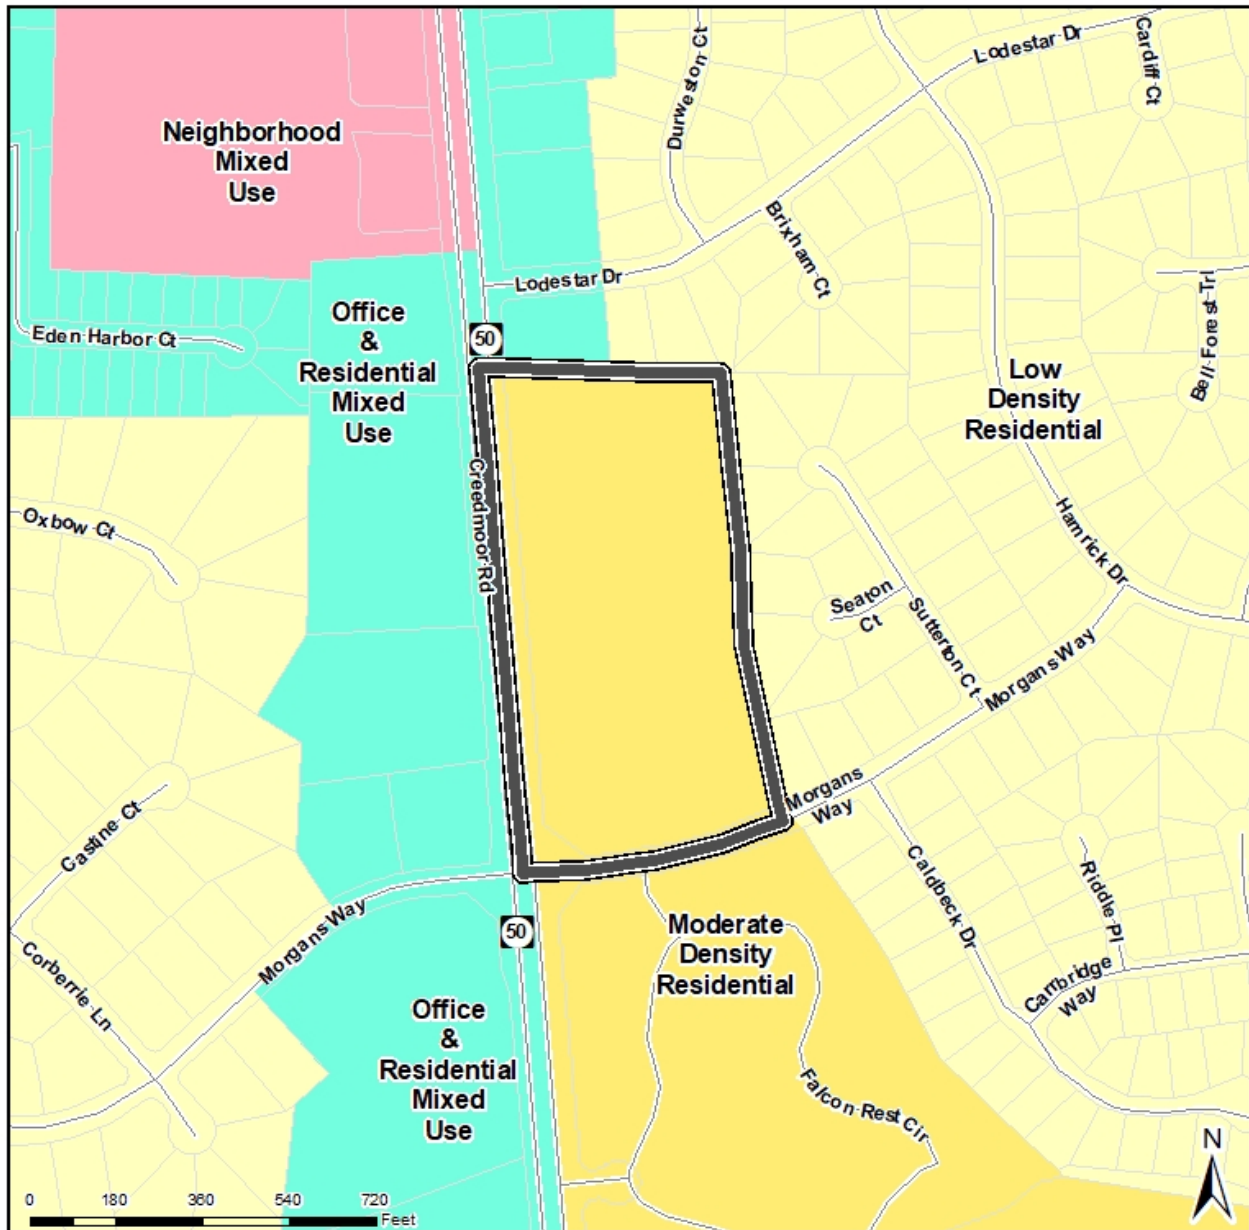 Lodestar Dr
Cardiff Ct
Durweston Ct
Neighborhood
Mixed
Use
Brixham Ct
Lodestar Dr
Bell Forest Trl
Eden Harbor Ct
Office
&
Residential
Mixed
Use
50
Low
Density
Residential
Creedmoor Rd
Oxbow Ct
Hamrick Dr
Seaton
Ct
Sutterton Ct
Morgans Way
Morgans
Way
Castine Ct
Caldbeck Dr
Riddle Pl
Morgans Way
50
Moderate
Density
Residential
Cambridge
Way
Corberrie Ln
Office
&
Residential
Mixed
Use
Falcon Rest Cir
N
0 180 360 540 720
Feet